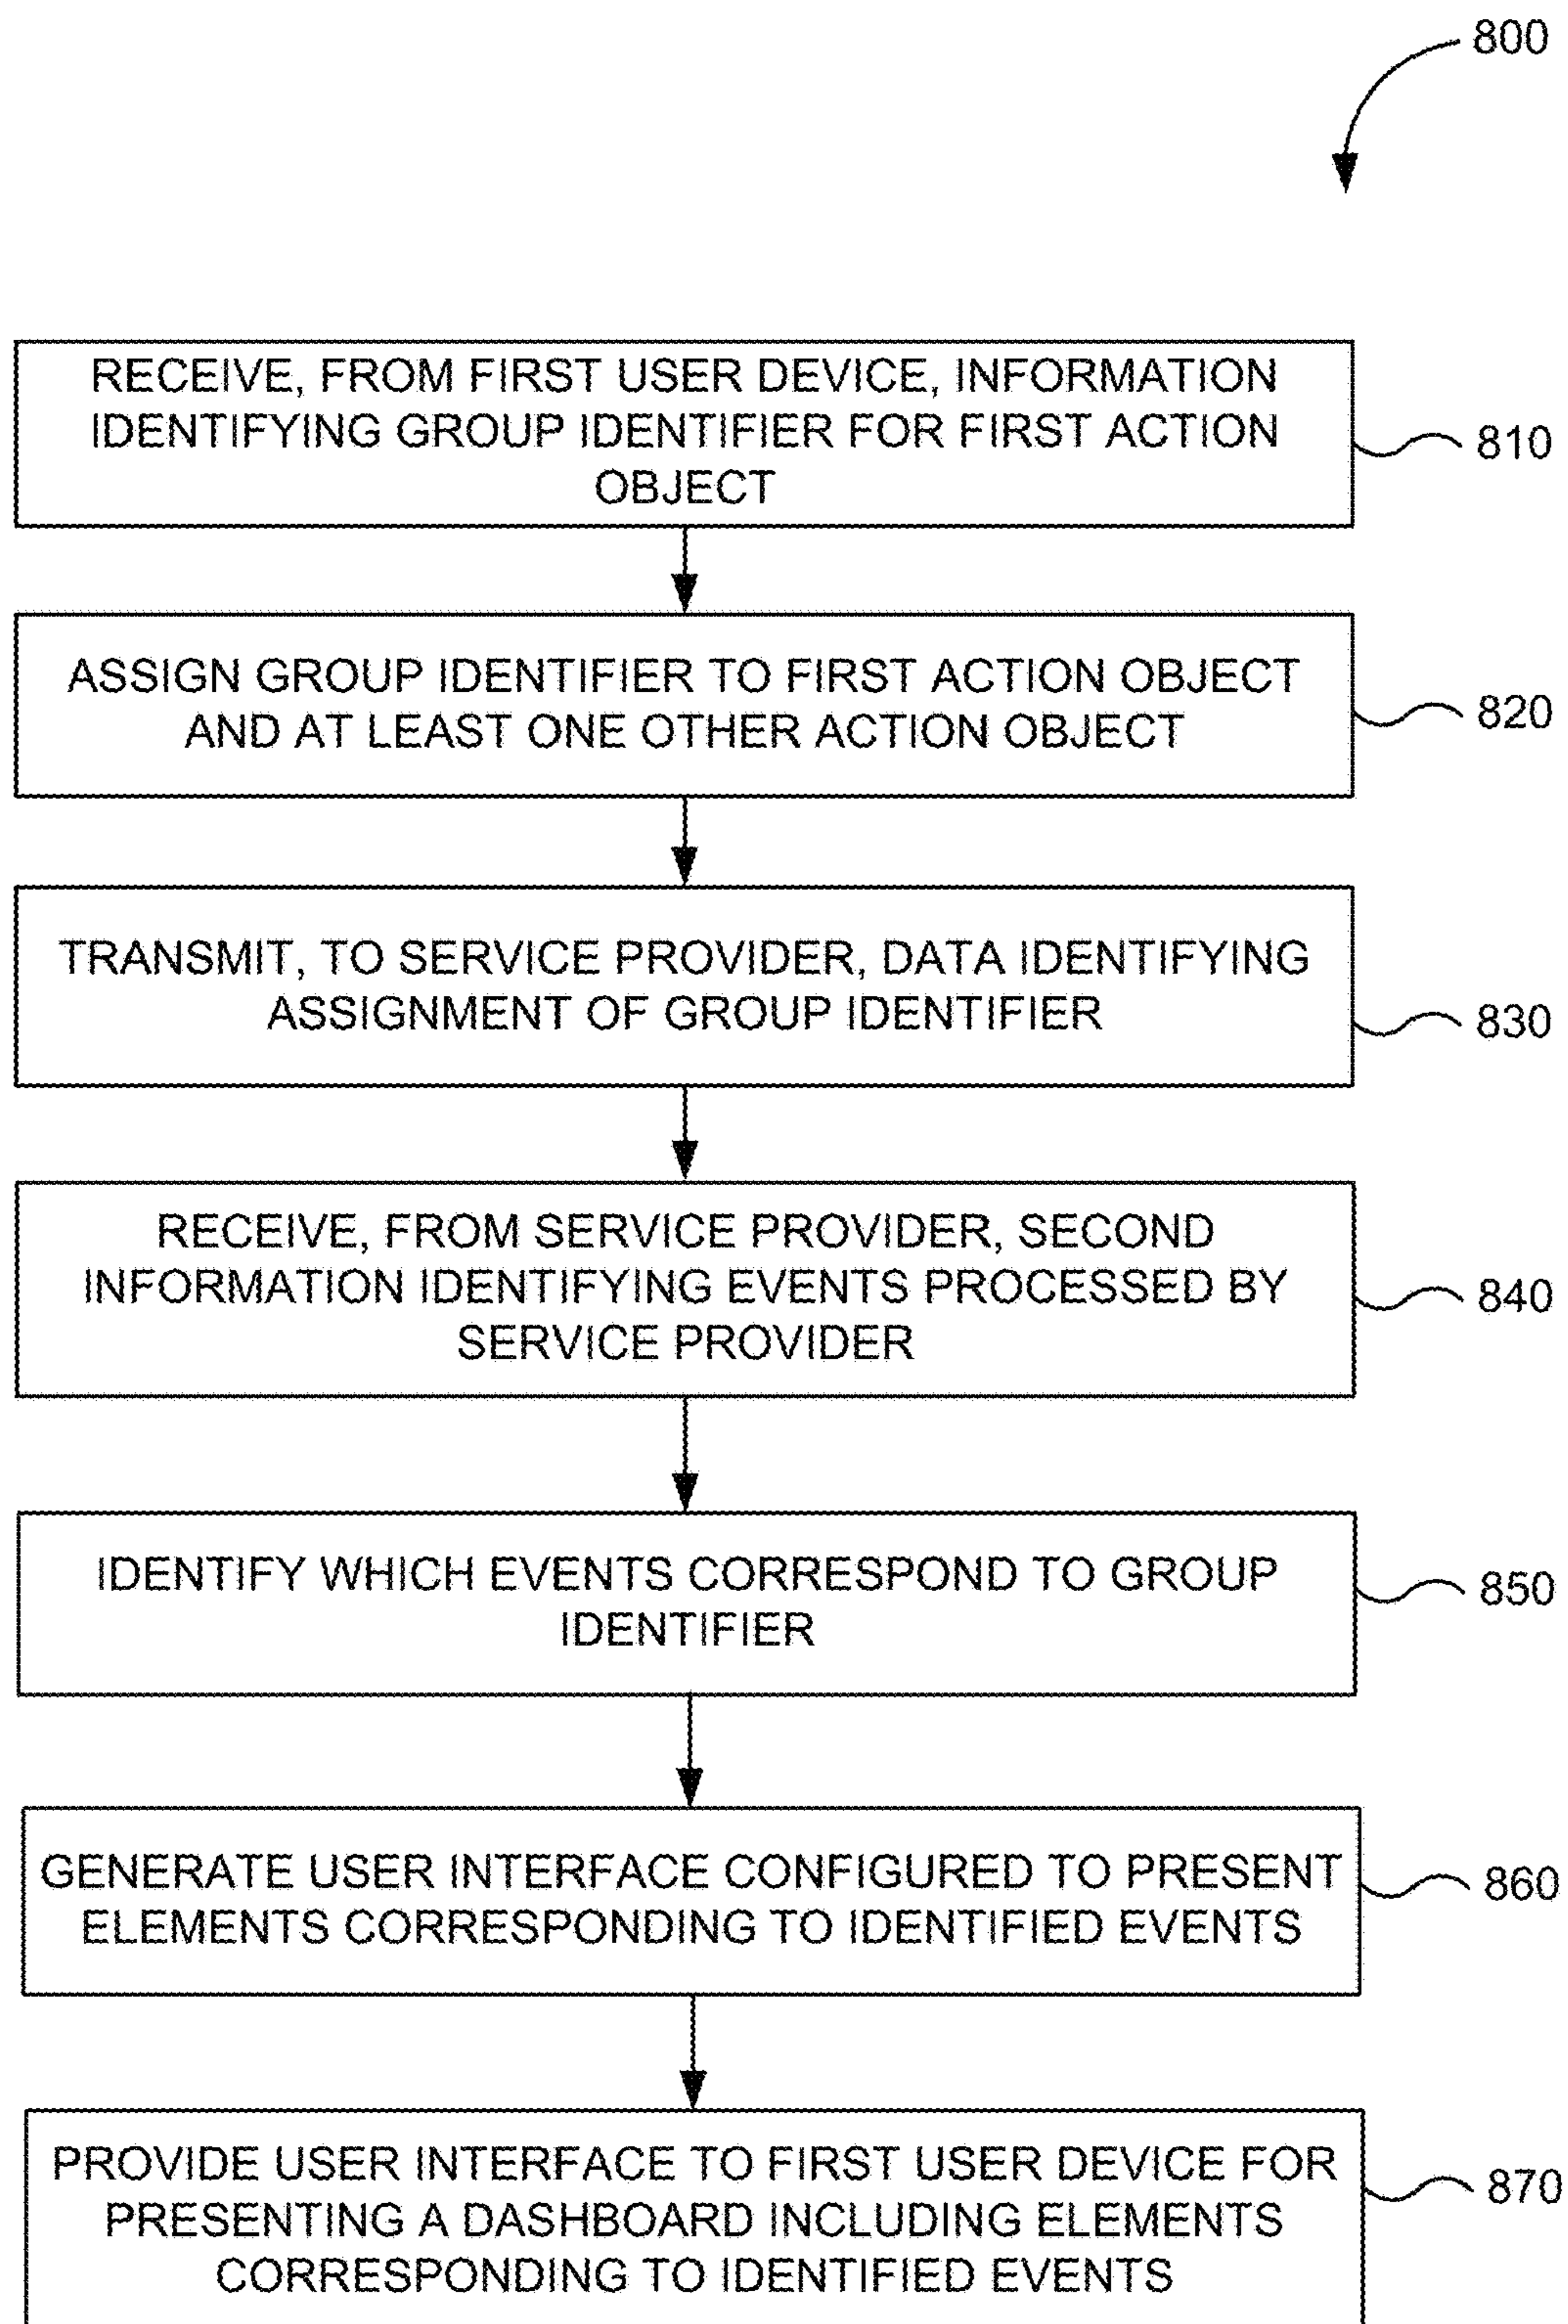 800
RECEIVE, FROM FIRST USER DEVICE, INFORMATION
IDENTIFYING GROUP IDENTIFIER FOR FIRST ACTION
OBJECT
810
ASSIGN GROUP IDENTIFIER TO FIRST ACTION OBJECT
AND AT LEAST ONE OTHER ACTION OBJECT
820
TRANSMIT, TO SERVICE PROVIDER, DATA IDENTIFYING
ASSIGNMENT OF GROUP IDENTIFIER
830
RECEIVE, FROM SERVICE PROVIDER, SECOND
INFORMATION IDENTIFYING EVENTS PROCESSED BY
SERVICE PROVIDER
840
IDENTIFY WHICH EVENTS CORRESPOND TO GROUP
IDENTIFIER
850
GENERATE USER INTERFACE CONFIGURED TO PRESENT
ELEMENTS CORRESPONDING TO IDENTIFIED EVENTS
860
PROVIDE USER INTERFACE TO FIRST USER DEVICE FOR
PRESENTING A DASHBOARD INCLUDING ELEMENTS
CORRESPONDING TO IDENTIFIED EVENTS
870